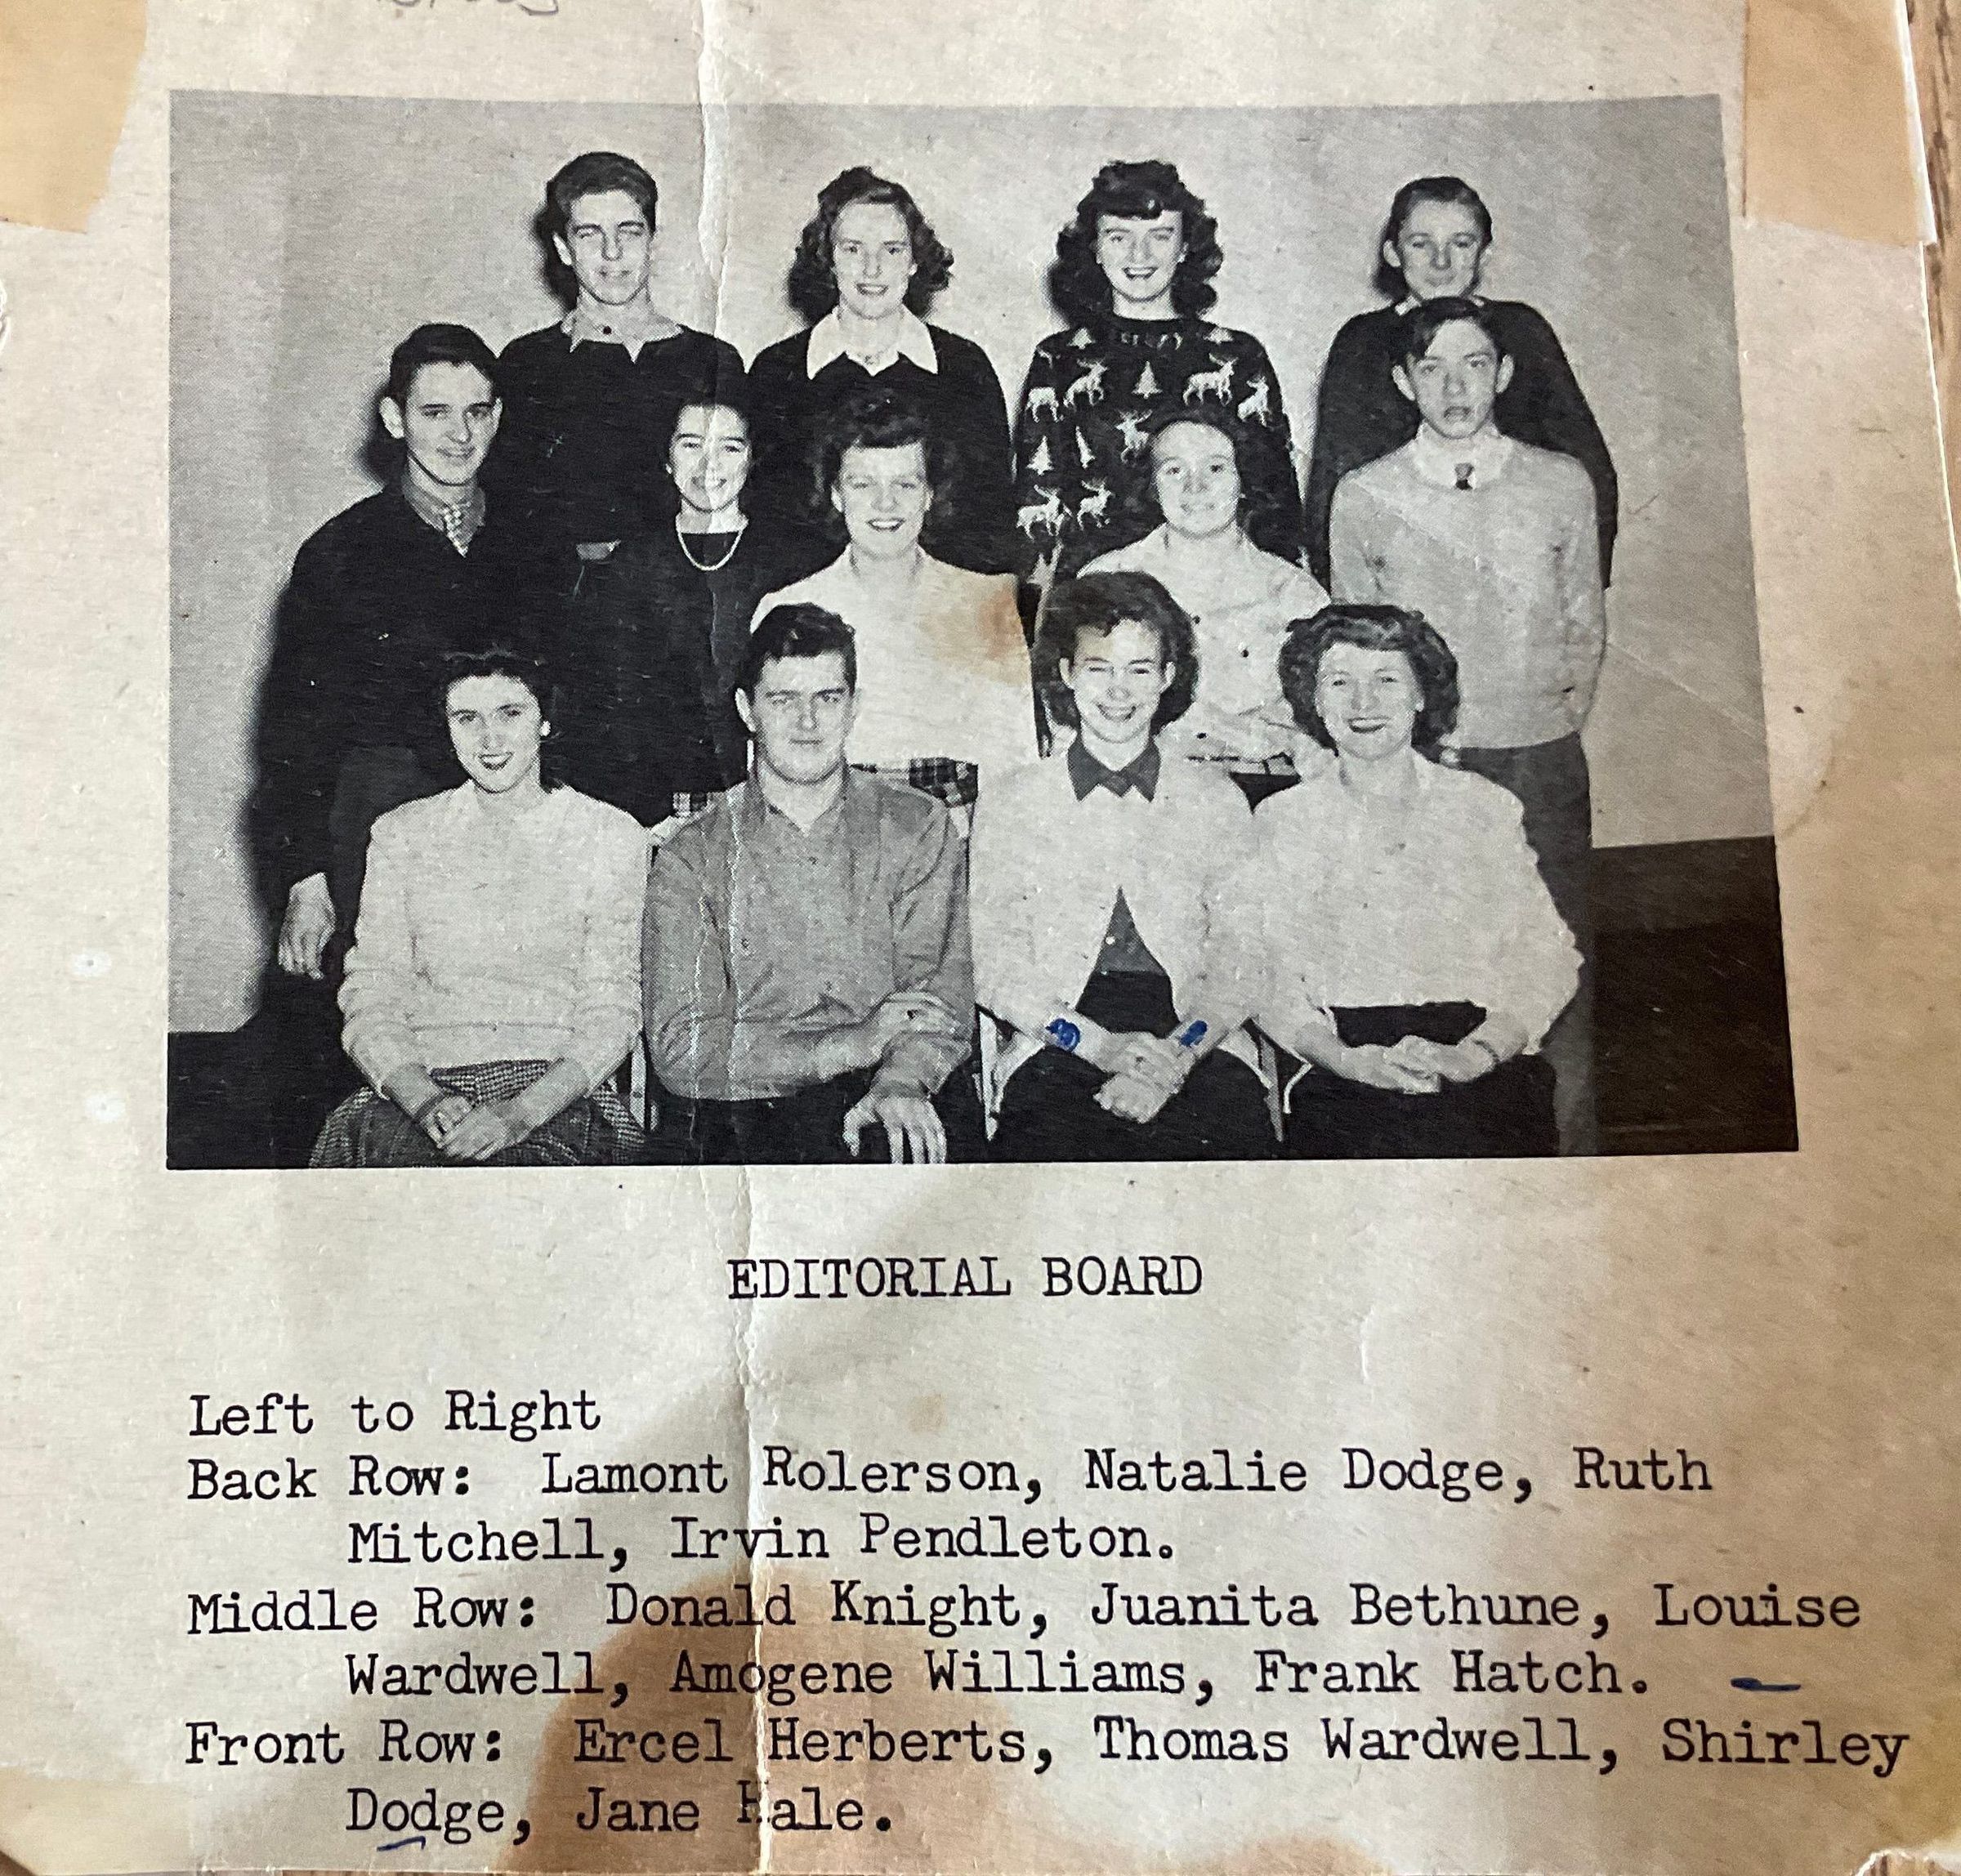 EDITORIAL BOARD
Left to Right
Back Row: Lamont Rolerson, Natalie Dodge, Ruth
Mitchell, Irvin Pendleton.
Middle Row: Donald Knight, Juanita Bethune, Louise
Wardwell, Amogene Williams, Frank Hatch.
Front Row: Ercel Herberts, Thomas Wardwell, Shirley
Dodge, Jane Hale.